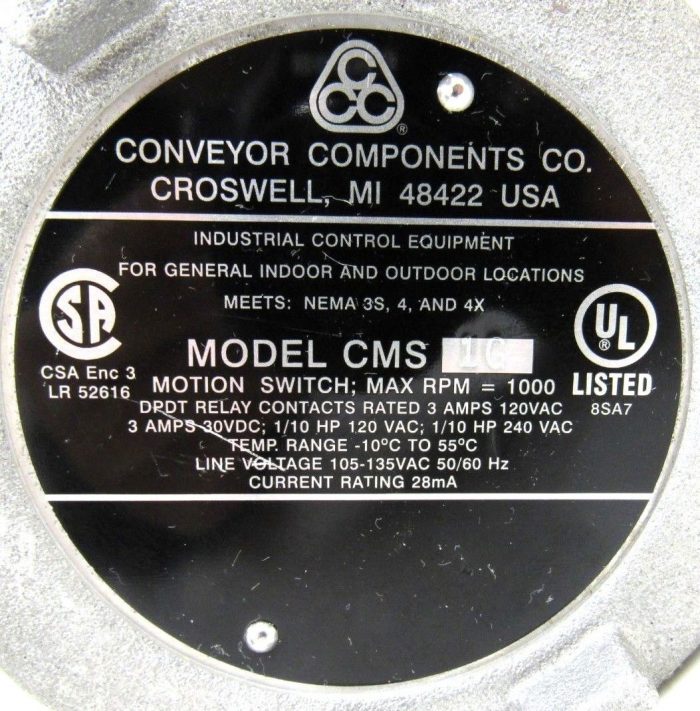 CCC
®
CONVEYOR COMPONENTS CO.
CROSWELL, MI 48422 USA
INDUSTRIAL CONTROL EQUIPMENT
FOR GENERAL INDOOR AND OUTDOOR LOCATIONS
MEETS: NEMA 3S, 4, AND 4X
SA
CSA Enc 3
LR 52616
UL
®
LISTED
8SA7
MODEL CMS
MOTION SWITCH; MAX RPM = 1000
DPDT RELAY CONTACTS RATED 3 AMPS 120VAC
3 AMPS 30VDC; 1/10 HP 120 VAC; 1/10 HP 240 VAC
TEMP. RANGE -10°C TO 55°C
LINE VOLTAGE 105-135VAC 50/60 Hz
CURRENT RATING 28mA